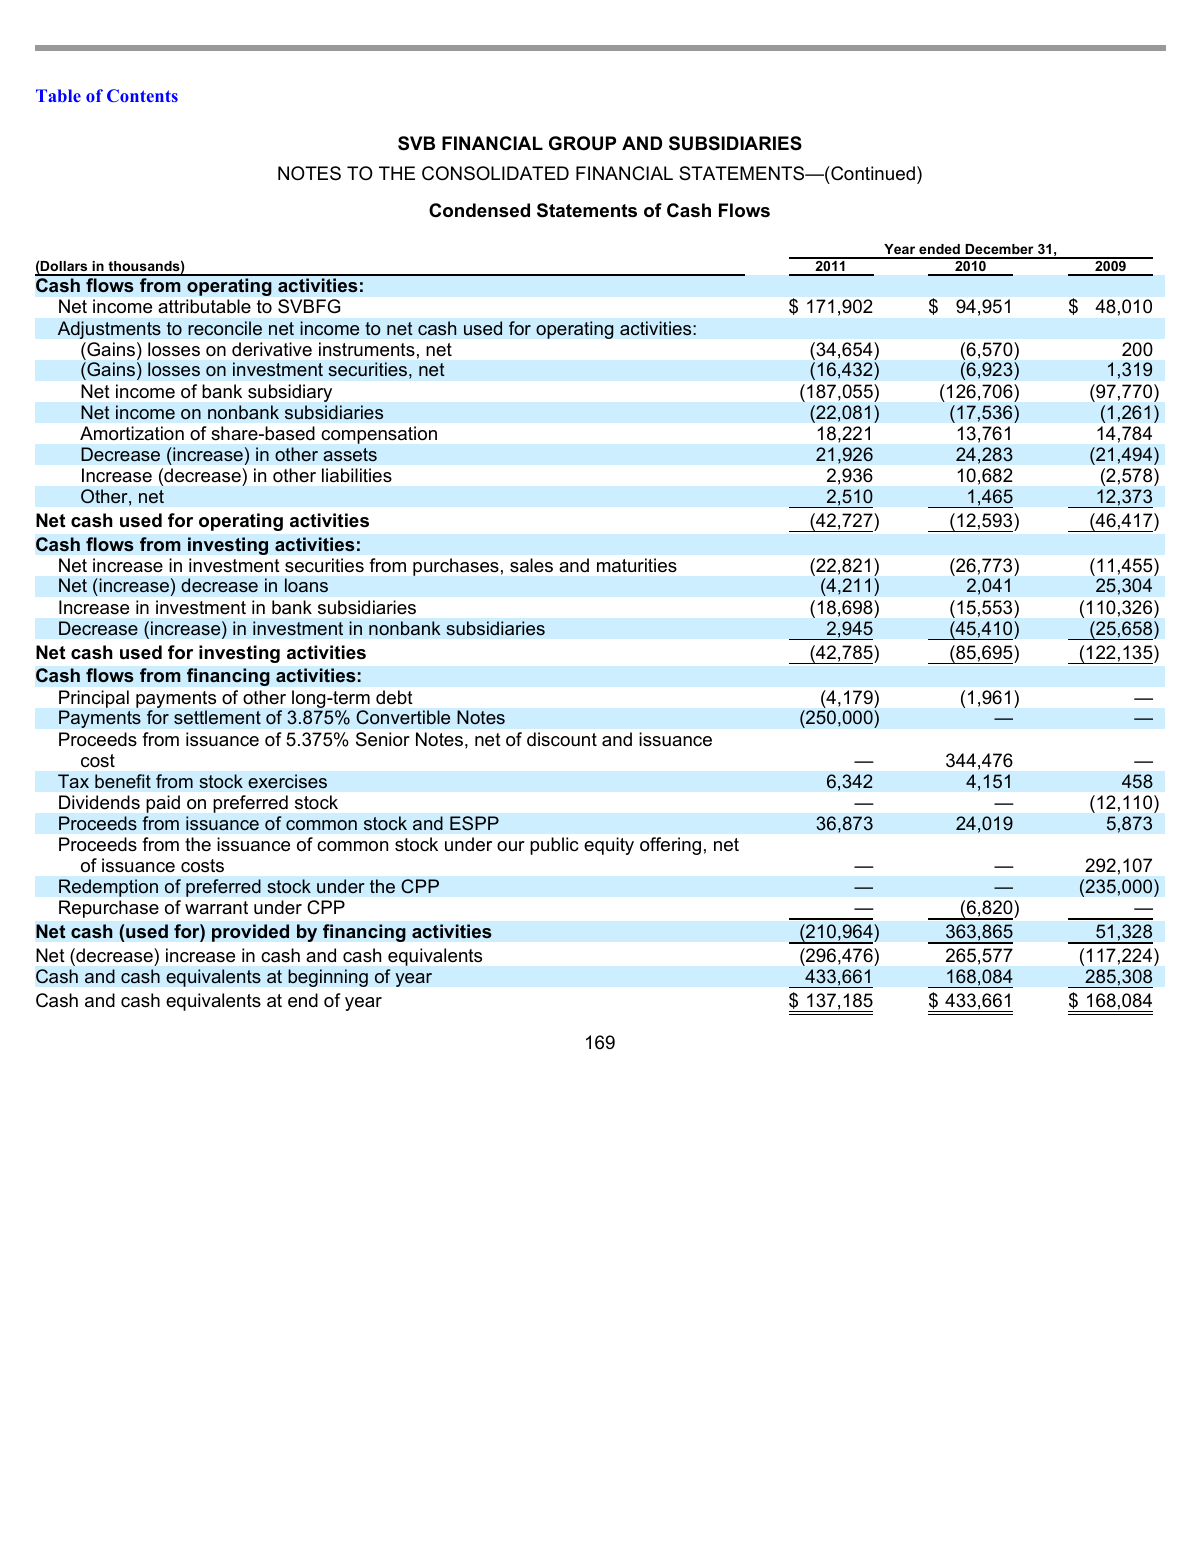 Table of Contents
SVB FINANCIAL GROUP AND SUBSIDIARIES
NOTES TO THE CONSOLIDATED FINANCIAL STATEMENTS—(Continued)
Condensed Statements of Cash Flows
Year ended December 31,
(Dollars in thousands) 2011 2010 2009
Cash flows from operating activities:
Net income attributable to SVBFG $ 171,902 $ 94,951 $ 48,010
Adjustments to reconcile net income to net cash used for operating activities:
(Gains) losses on derivative instruments, net (34,654) (6,570) 200
(Gains) losses on investment securities, net (16,432) (6,923) 1,319
Net income of bank subsidiary (187,055) (126,706) (97,770)
Net income on nonbank subsidiaries (22,081) (17,536) (1,261)
Amortization of share-based compensation 18,221 13,761 14,784
Decrease (increase) in other assets 21,926 24,283 (21,494)
Increase (decrease) in other liabilities 2,936 10,682 (2,578)
Other, net 2,510 1,465 12,373
Net cash used for operating activities (42,727) (12,593) (46,417)
Cash flows from investing activities:
Net increase in investment securities from purchases, sales and maturities (22,821) (26,773) (11,455)
Net (increase) decrease in loans (4,211) 2,041 25,304
Increase in investment in bank subsidiaries (18,698) (15,553) (110,326)
Decrease (increase) in investment in nonbank subsidiaries 2,945 (45,410) (25,658)
Net cash used for investing activities (42,785) (85,695) (122,135)
Cash flows from financing activities:
Principal payments of other long-term debt (4,179) (1,961) —
Payments for settlement of 3.875% Convertible Notes (250,000) — —
Proceeds from issuance of 5.375% Senior Notes, net of discount and issuance
cost — 344,476 —
Tax benefit from stock exercises 6,342 4,151 458
Dividends paid on preferred stock — — (12,110)
Proceeds from issuance of common stock and ESPP 36,873 24,019 5,873
Proceeds from the issuance of common stock under our public equity offering, net
of issuance costs — — 292,107
Redemption of preferred stock under the CPP — — (235,000)
Repurchase of warrant under CPP — (6,820) —
Net cash (used for) provided by financing activities (210,964) 363,865 51,328
Net (decrease) increase in cash and cash equivalents (296,476) 265,577 (117,224)
Cash and cash equivalents at beginning of year 433,661 168,084 285,308
Cash and cash equivalents at end of year $ 137,185 $ 433,661 $ 168,084
169